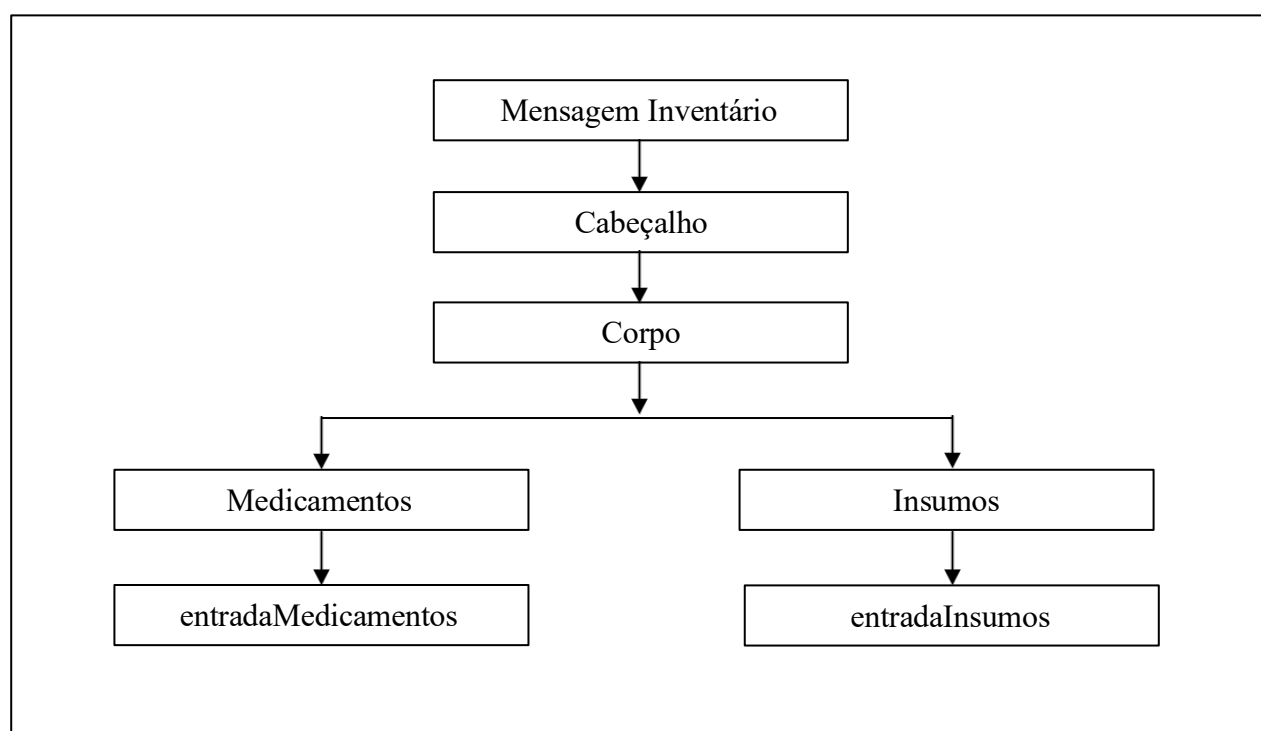 Mensagem Inventário
Cabeçalho
Corpo
Medicamentos
Insumos
entradaMedicamentos
entradaInsumos